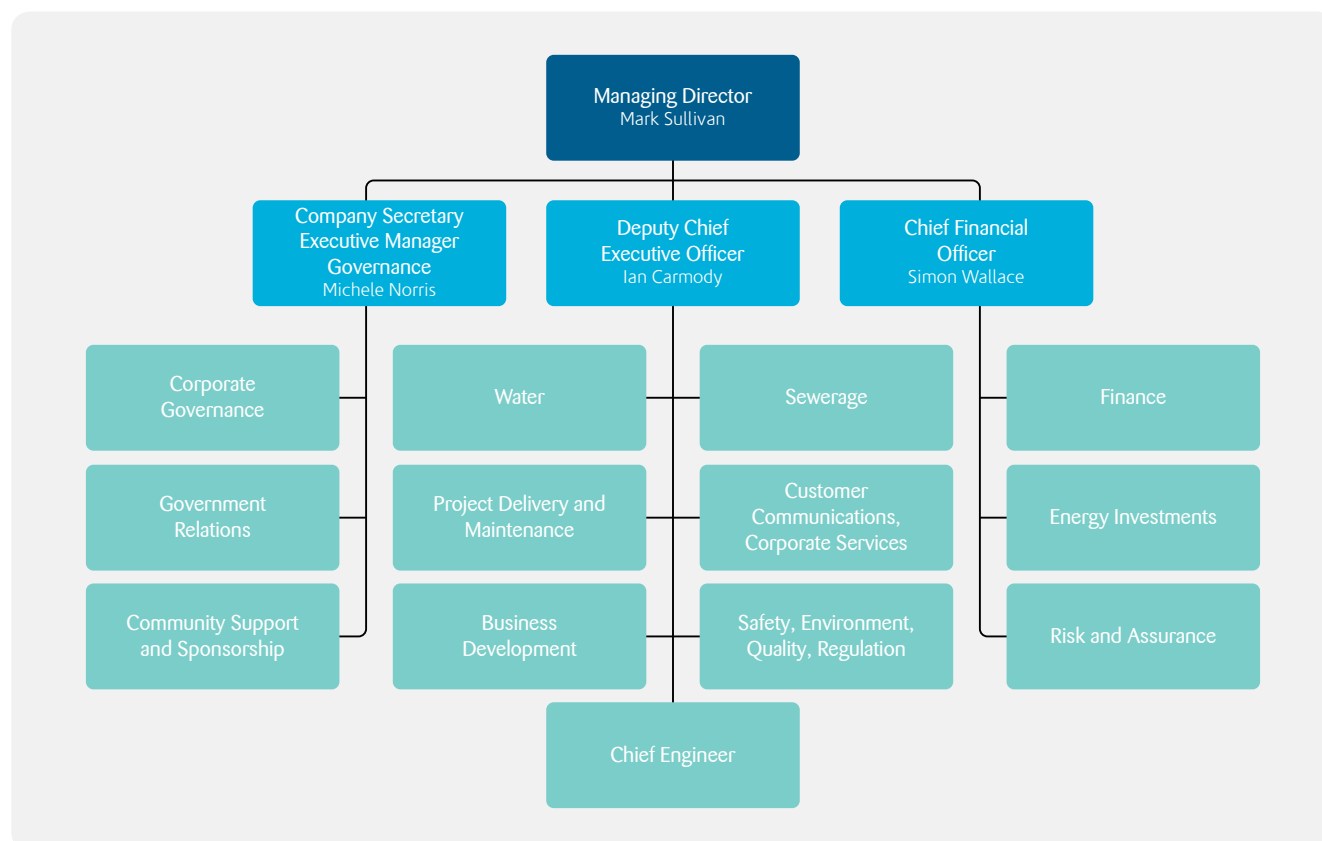 Managing Director
Mark Sullivan
Company Secretary
Executive Manager
Governance
Michele Norris
Deputy Chief
Executive Officer
Ian Carmody
Chief Financial
Officer
Simon Wallace
Corporate
Governance
Water
Sewerage
Finance
Government
Relations
Project Delivery and
Maintenance
Customer
Communications,
Corporate Services
Energy Investments
Community Support
and Sponsorship
Business
Development
Safety, Environment,
Quality, Regulation
Risk and Assurance
Chief Engineer